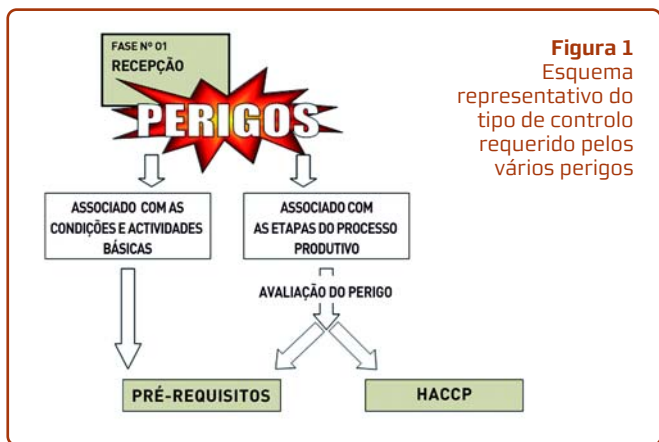 FASE Nº 01
RECEPÇÃO
PERIGOS
Figura 1
Esquema
representativo do
tipo de controlo
requerido pelos
vários perigos
ASSOCIADO COM AS
CONDIÇÕES E ACTIVIDADES
BÁSICAS
ASSOCIADO COM
AS ETAPAS DO PROCESSO
PRODUTIVO
AVALIAÇÃO DO PERIGO
PRÉ-REQUISITOS
HACCP